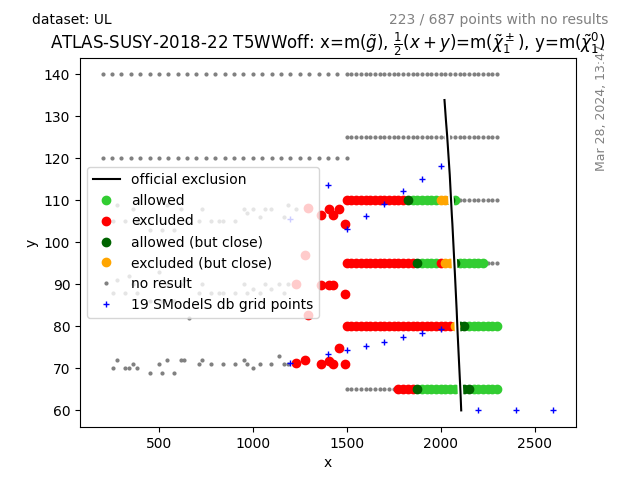 dataset: UL
223 / 687 points with no results
ATLAS-SUSY-2018-22 T5WWoff: x=m(g̃), ½(x + y)=m(χ̃₁±), y=m(χ̃₁⁰)
Mar 28, 2024, 13:4
140
130
120
110
100
90
80
70
60
y
official exclusion
allowed
excluded
allowed (but close)
excluded (but close)
no result
19 SModelS db grid points
500
1000
1500
2000
2500
x